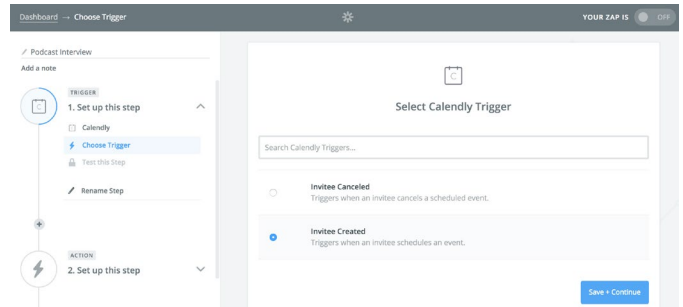 Dashboard → Choose Trigger
YOUR ZAP IS OFF
Podcast Interview
Add a note
TRIGGER
1. Set up this step
C
Calendly
Choose Trigger
Test this Step
Rename Step
+
ACTION
2. Set up this step
C
Select Calendly Trigger
Search Calendly Triggers...
Invitee Canceled
Triggers when an invitee cancels a scheduled event.
Invitee Created
Triggers when an invitee schedules an event.
Save + Continue